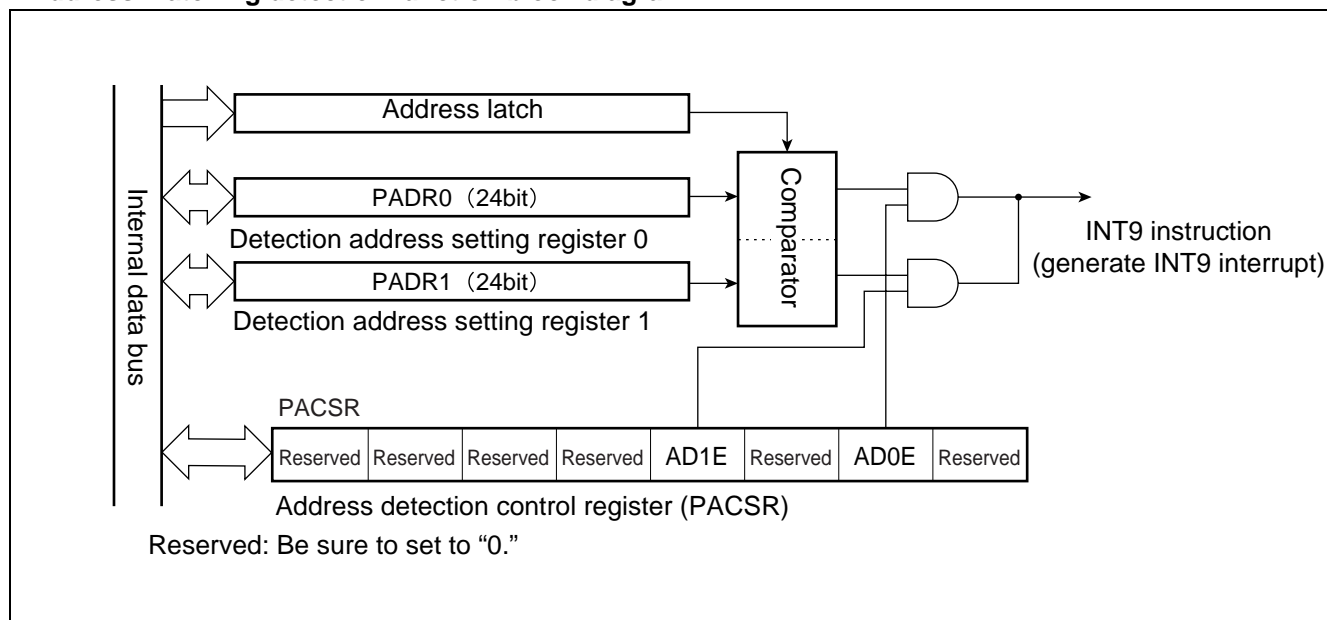 Address latch
PADR0（24bit）
Detection address setting register 0
PADR1（24bit）
Detection address setting register 1
Internal data bus
Comparator
INT9 instruction
(generate INT9 interrupt)
PACSR
Reserved Reserved Reserved Reserved AD1E Reserved AD0E Reserved
Address detection control register (PACSR)
Reserved: Be sure to set to “0.”